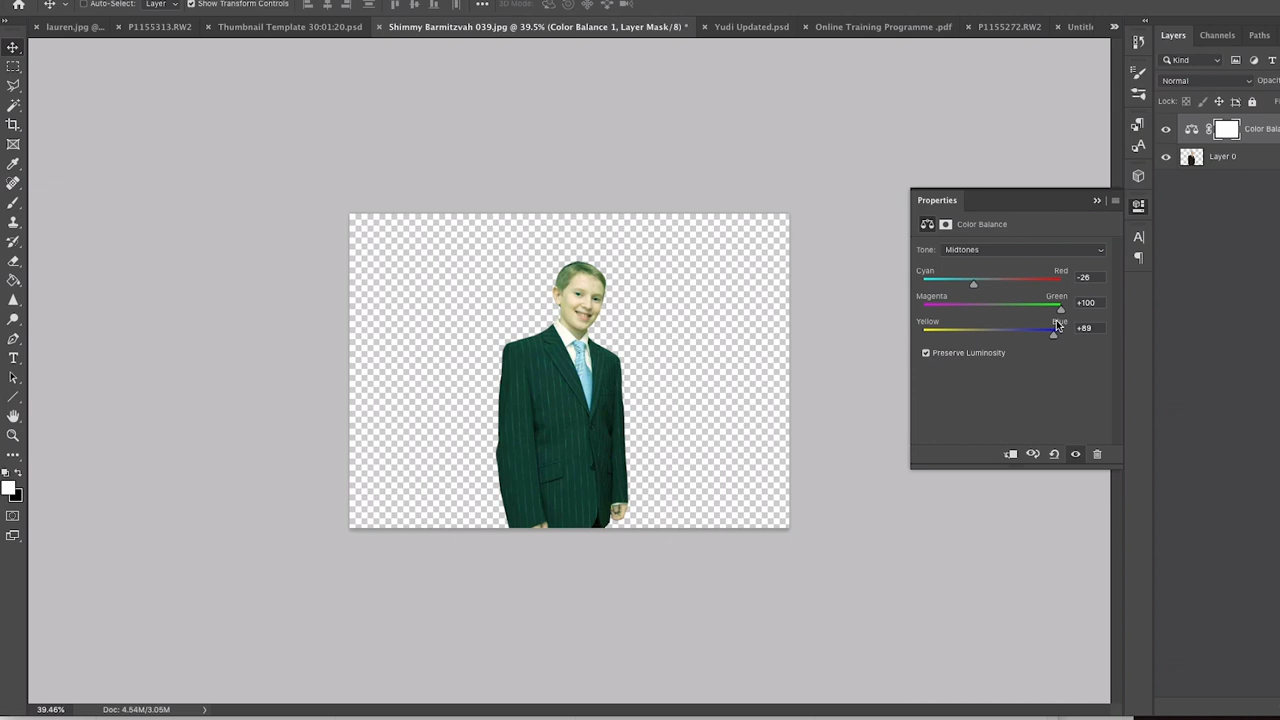 Auto-Select: Layer Show Transform Controls 3D Mode:
lauren.jpg @... P1155313.RW2 Thumbnail Template 30:01:20.psd Shimmy Barmitzvah 039.jpg @ 39.5% (Color Balance 1, Layer Mask/8) * Yudi Updated.psd Online Training Programme .pdf P1155272.RW2 Untitl
Layers Channels Paths
Kind
Normal Opacit
Lock: Fi
Color Bala
Layer 0
Properties
Color Balance
Tone: Midtones
Cyan Red -26
Magenta Green +100
Yellow Blue +89
Preserve Luminosity
39.46% Doc: 4.54M/3.05M